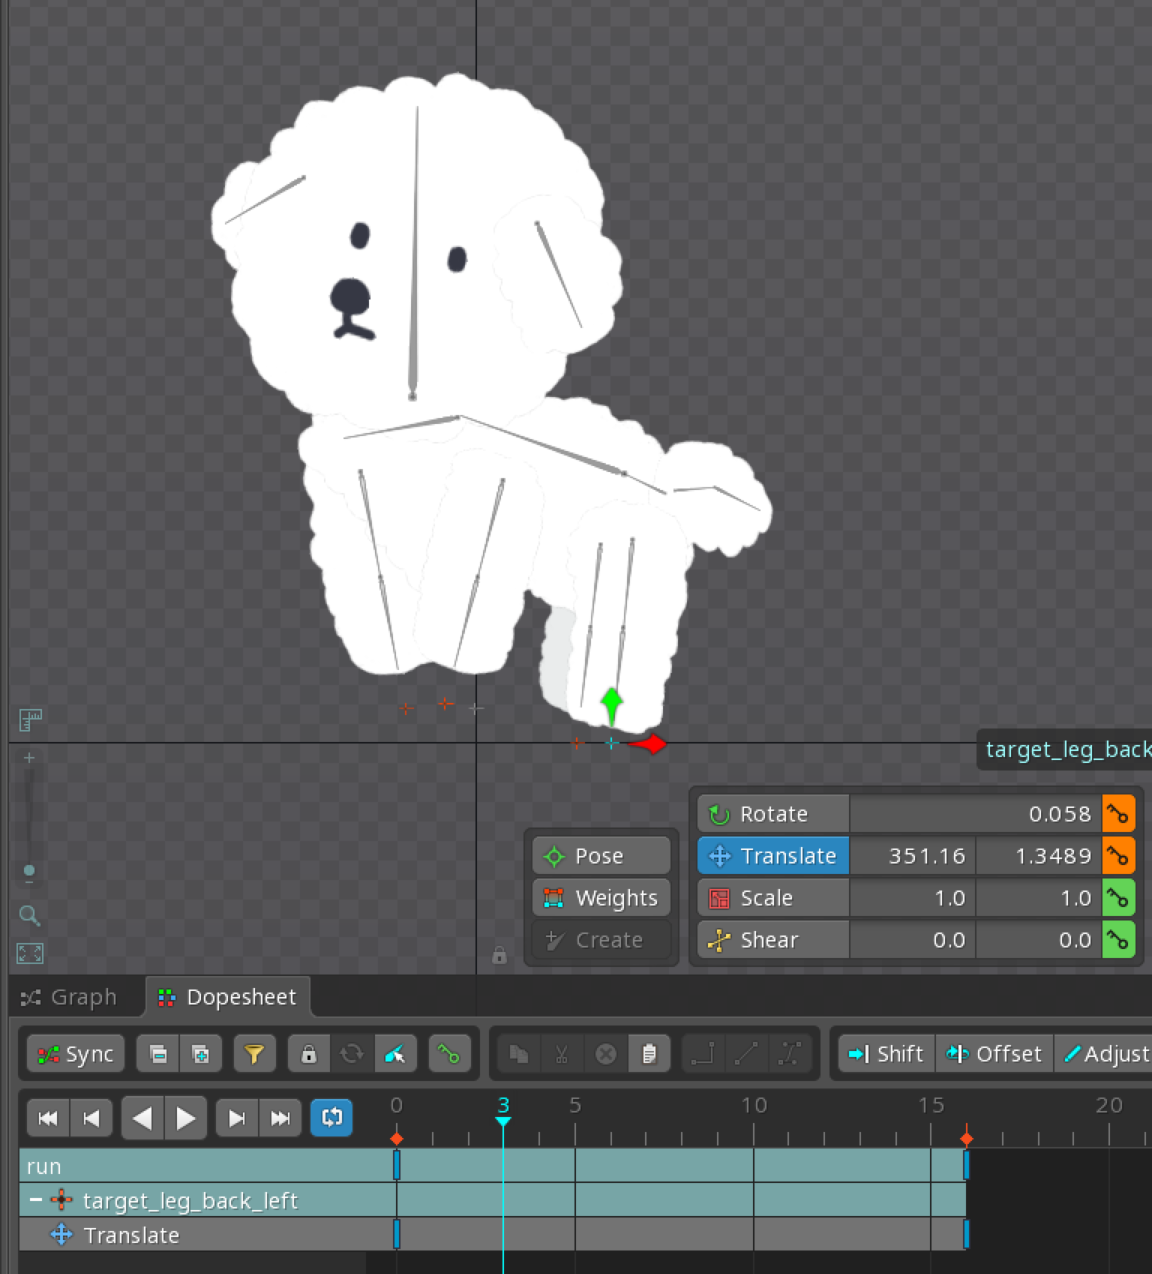 target_leg_back
Rotate 0.058
Pose Translate 351.16 1.3489
Weights Scale 1.0 1.0
Create Shear 0.0 0.0
Graph Dopesheet
Sync Shift Offset Adjust
0 3 5 10 15 20
run
target_leg_back_left
Translate